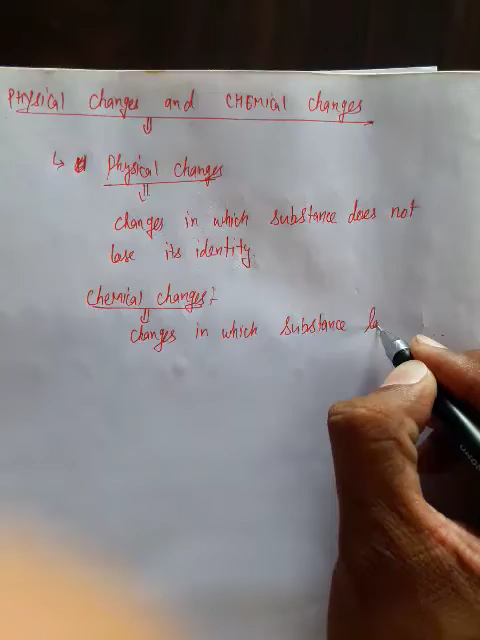 Physical changes and CHEMICAL changes
Physical changes
changes in which substance does not
lose its identity.
Chemical changes:-
changes in which substance lo